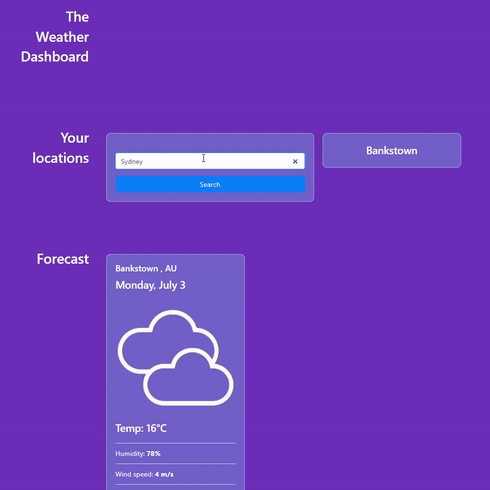 The
Weather
Dashboard
Your
locations
Sydney
Search
Bankstown
Forecast
Bankstown , AU
Monday, July 3
Temp: 16°C
Humidity: 78%
Wind speed: 4 m/s